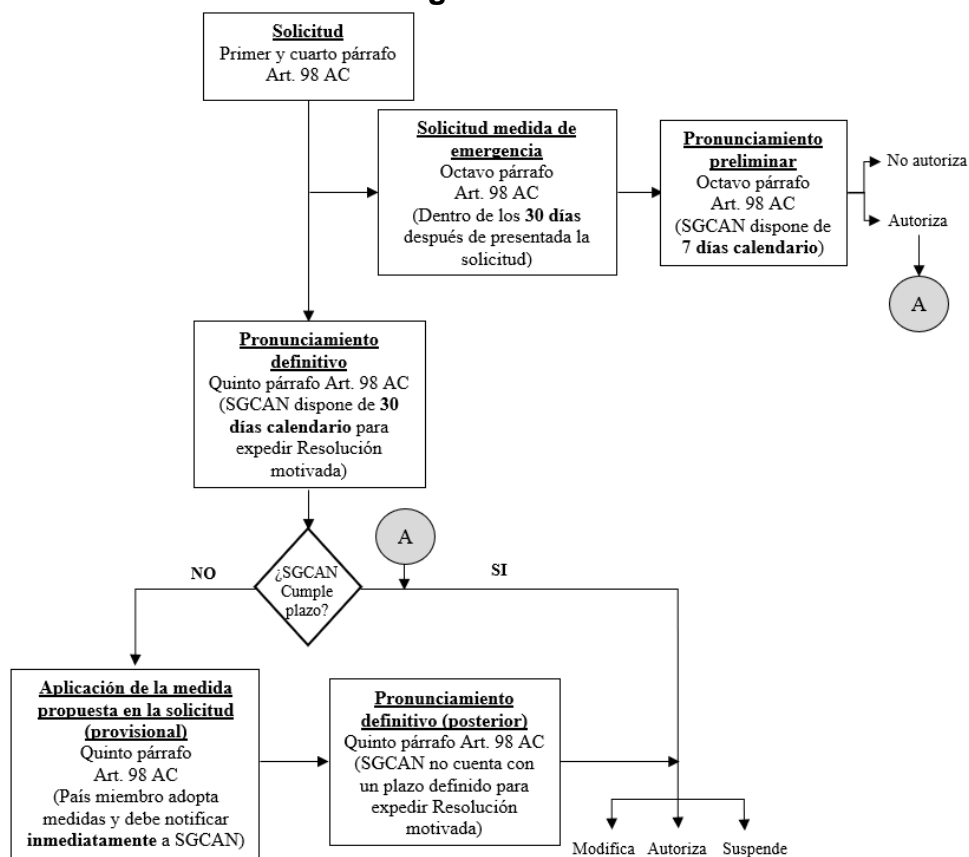 Solicitud
Primer y cuarto párrafo
Art. 98 AC
Solicitud medida de
emergencia
Octavo párrafo
Art. 98 AC
(Dentro de los 30 días
después de presentada la
solicitud)
Pronunciamiento
preliminar
Octavo párrafo
Art. 98 AC
(SGCAN dispone de
7 días calendario)
No autoriza
Autoriza
A
Pronunciamiento
definitivo
Quinto párrafo Art. 98 AC
(SGCAN dispone de 30
días calendario para
expedir Resolución
motivada)
A
NO
¿SGCAN
Cumple
plazo?
SI
Aplicación de la medida
propuesta en la solicitud
(provisional)
Quinto párrafo
Art. 98 AC
(País miembro adopta
medidas y debe notificar
inmediatamente a SGCAN)
Pronunciamiento
definitivo (posterior)
Quinto párrafo Art. 98 AC
(SGCAN no cuenta con
un plazo definido para
expedir Resolución
motivada)
Modifica Autoriza Suspende